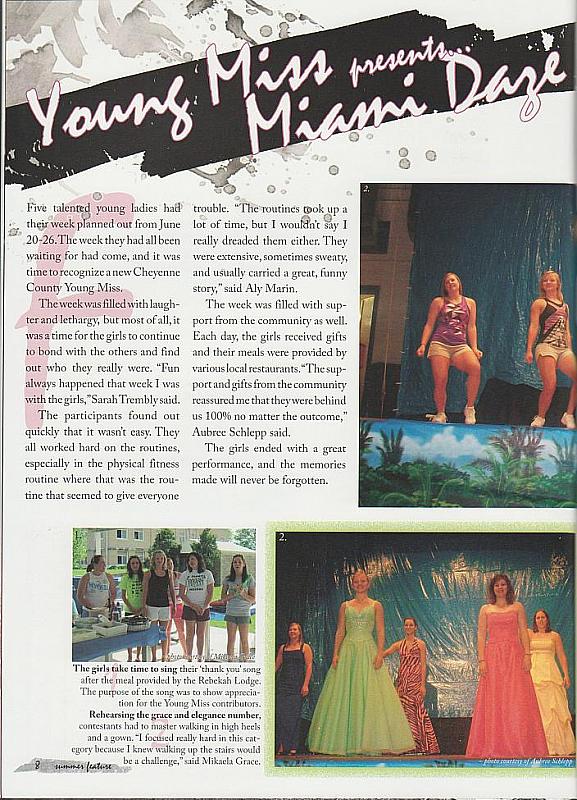 Young Miss presents...
Miami Daze
Five talented young ladies had
their week planned out from June
20-26. The week they had all been
waiting for had come, and it was
time to recognize a new Cheyenne
County Young Miss.
The week was filled with laugh-
ter and lethargy, but most of all, it
was a time for the girls to continue
to bond with the others and find
out who they really were. "Fun
always happened that week I was
with the girls," Sarah Trembly said.
The participants found out
quickly that it wasn't easy. They
all worked hard on the routines,
especially in the physical fitness
routine where that was the rou-
tine that seemed to give everyone
trouble. "The routines took up a
lot of time, but I wouldn't say I
really dreaded them either. They
were extensive, sometimes sweaty,
and usually carried a great, funny
story," said Aly Marin.
The week was filled with sup-
port from the community as well.
Each day, the girls received gifts
and their meals were provided by
various local restaurants. "The sup-
port and gifts from the community
reassured me that they were behind
us 100% no matter the outcome,"
Aubree Schlepp said.
The girls ended with a great
performance, and the memories
made will never be forgotten.
2.
2.
photo courtesy of
The girls take time to sing their 'thank you' song
after the meal provided by the Rebekah Lodge.
The purpose of the song was to show apprecia-
tion for the Young Miss contributors.
Rehearsing the grace and elegance number,
contestants had to master walking in high heels
and a gown. "I focused really hard in this cat-
egory because I knew walking up the stairs would
be a challenge," said Mikaela Grace.
photo courtesy of Aubree Schlepp
8 summer feature